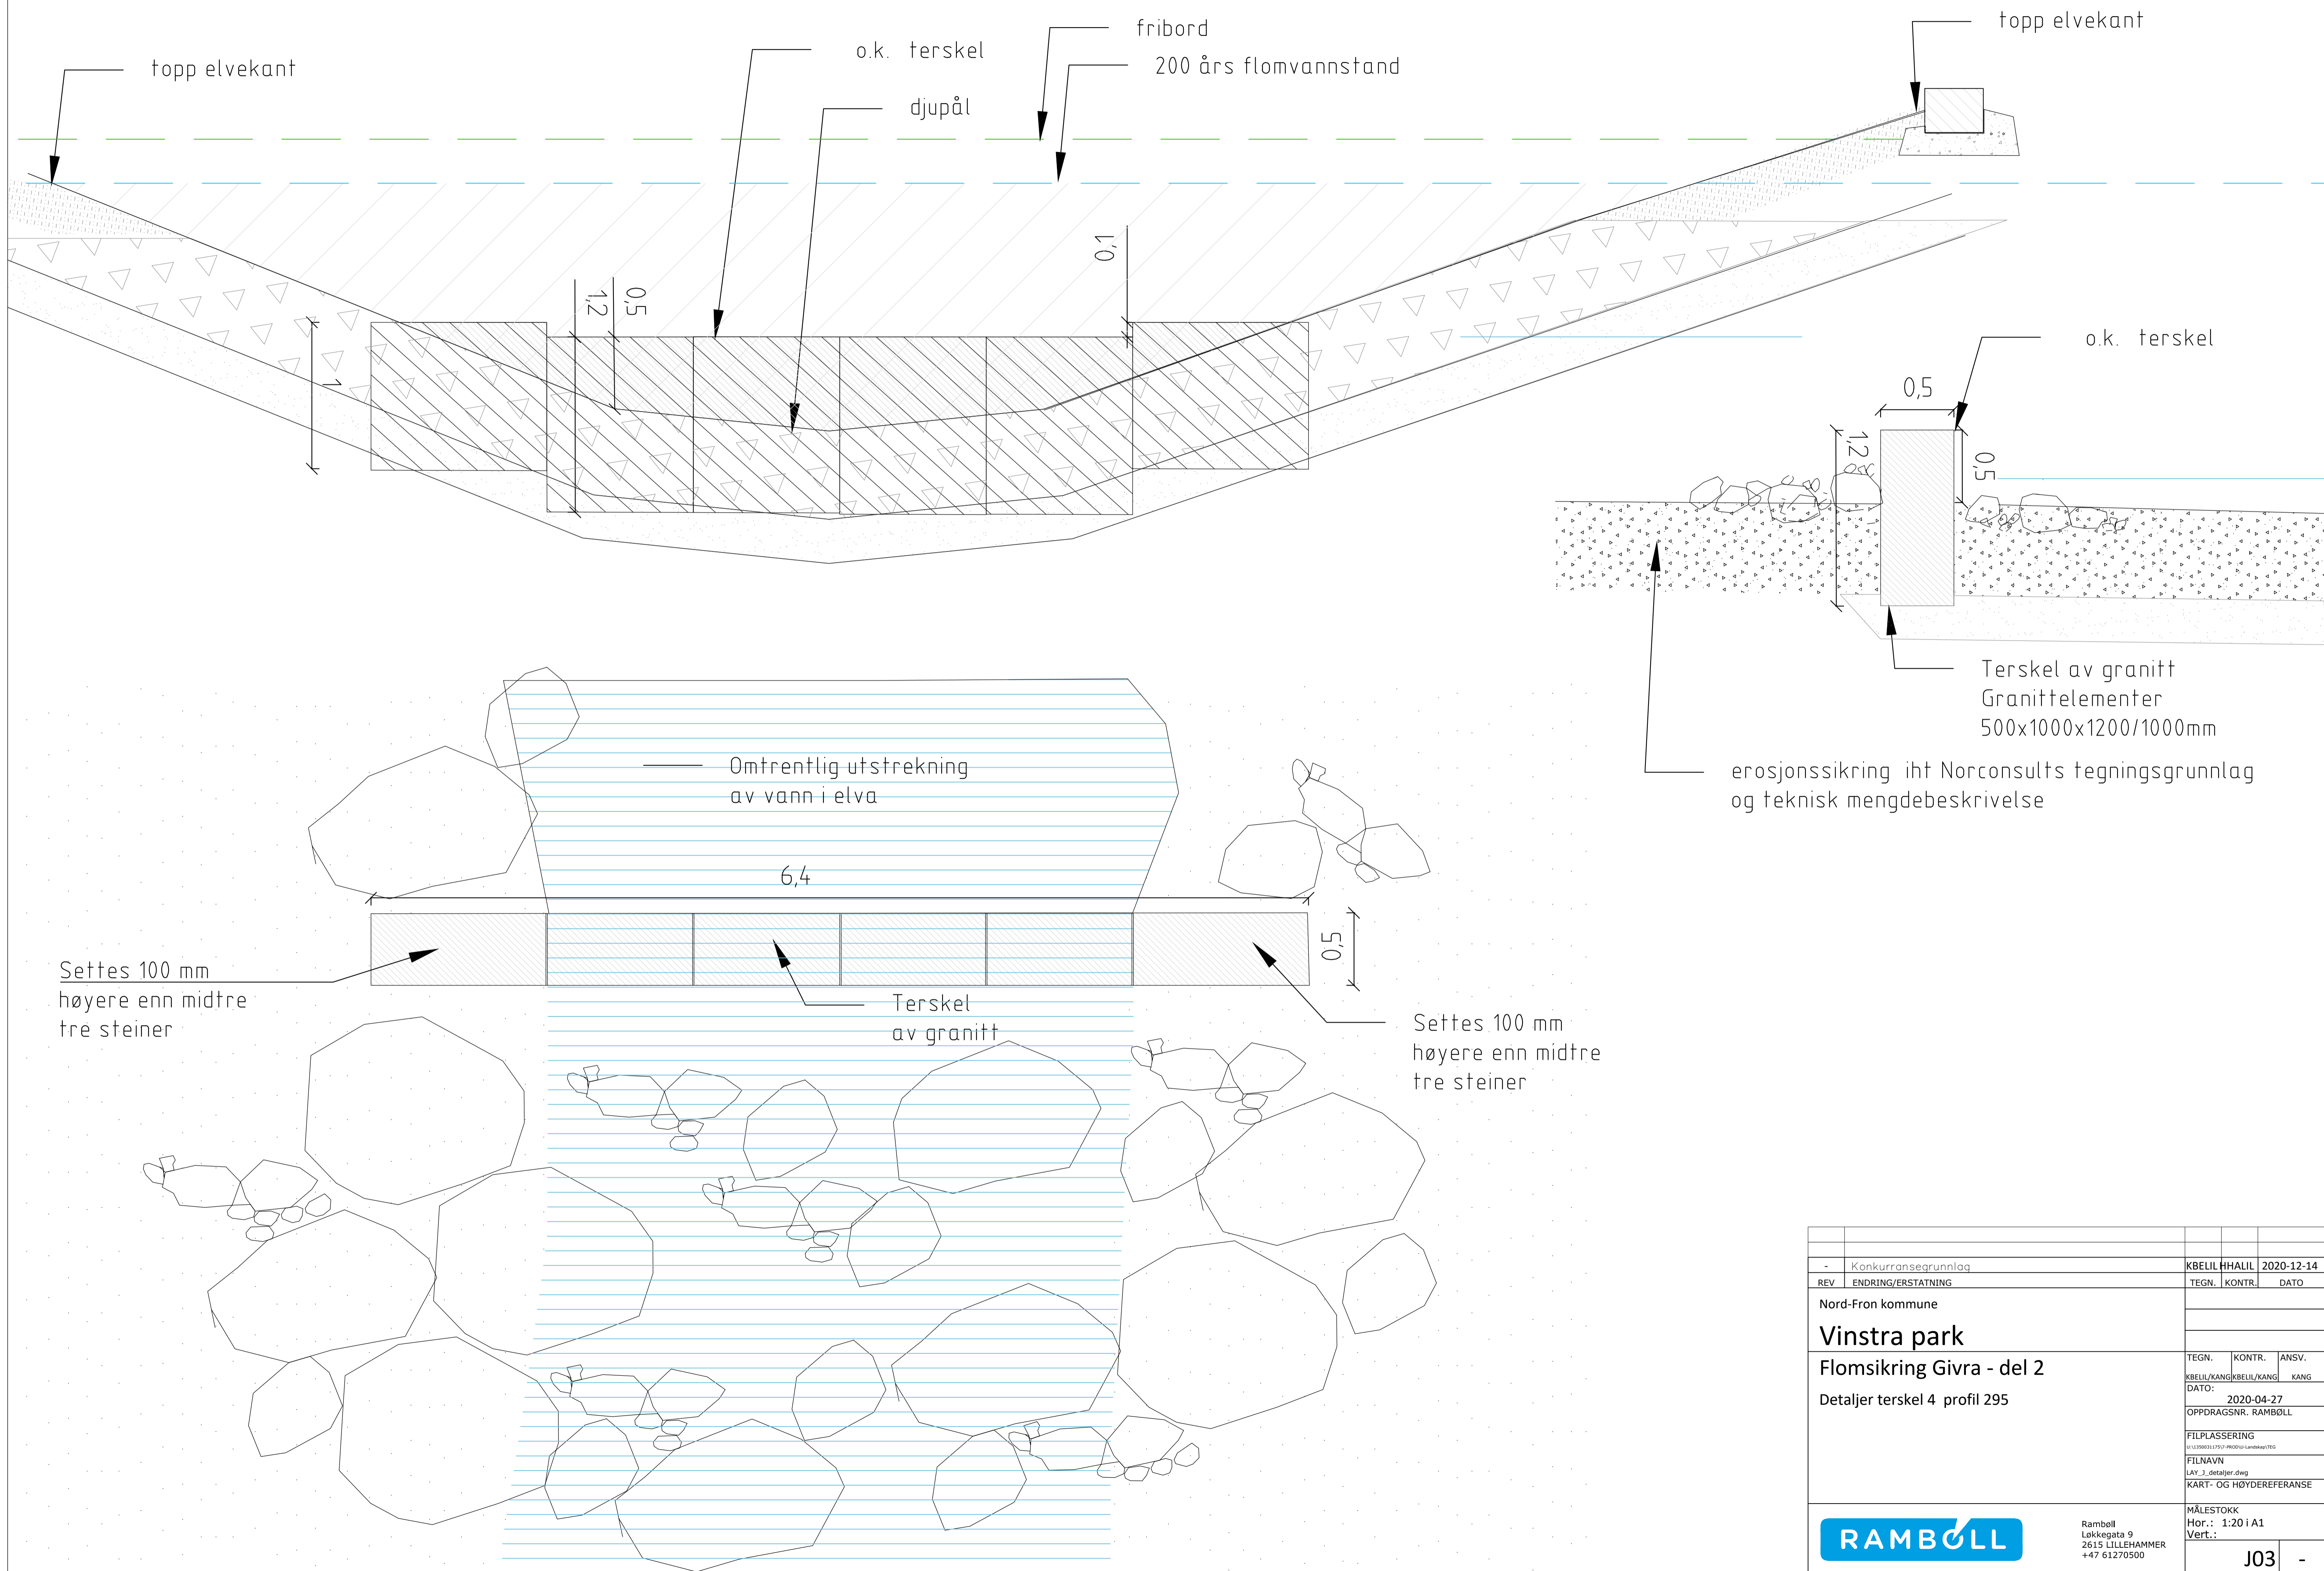 topp elvekant
o.k. terskel
fribord
200 års flomvannstand
djupål
topp elvekant
0,1
1,2
0,5
1
o.k. terskel
0,5
1,2
0,5
Terskel av granitt
Granittelementer
500x1000x1200/1000mm
erosjonssikring iht Norconsults tegningsgrunnlag
og teknisk mengdebeskrivelse
Omtrentlig utstrekning
av vann i elva
6,4
0,5
Settes 100 mm
høyere enn midtre
tre steiner
Terskel
av granitt
Settes 100 mm
høyere enn midtre
tre steiner
- Konkurransegrunnlag KBELIL HHALIL 2020-12-14
REV ENDRING/ERSTATNING TEGN. KONTR. DATO
Nord-Fron kommune
Vinstra park
Flomsikring Givra - del 2
Detaljer terskel 4 profil 295
TEGN. KONTR. ANSV.
KBELIL/KANG KBELIL/KANG KANG
DATO:
2020-04-27
OPPDRAGSNR. RAMBØLL
FILPLASSERING
FILNAVN
LAY_J_detaljer.dwg
KART- OG HØYDEREFERANSE
MÅLESTOKK
Hor.: 1:20 i A1
Vert.:
J03 -
RAMBOLL
Rambøll
Løkkegata 9
2615 LILLEHAMMER
+47 61270500